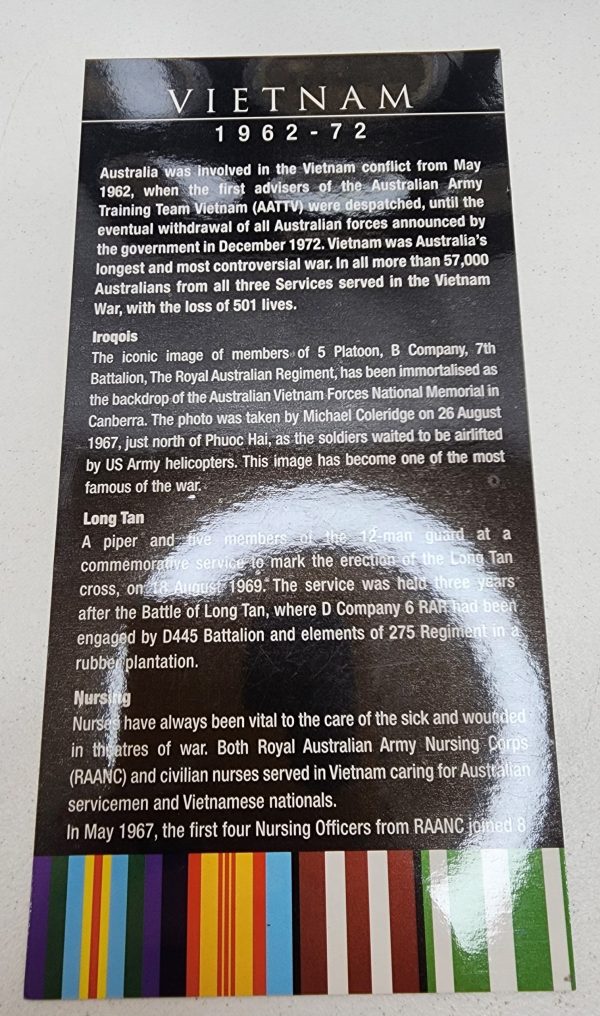 VIETNAM
1962-72
Australia was involved in the Vietnam conflict from May
1962, when the first advisers of the Australian Army
Training Team Vietnam (AATTV) were despatched, until the
eventual withdrawal of all Australian forces announced by
the government in December 1972. Vietnam was Australia's
longest and most controversial war. In all more than 57,000
Australians from all three Services served in the Vietnam
War, with the loss of 501 lives.
Iroqois
The iconic image of members of 5 Platoon, B Company, 7th
Battalion, The Royal Australian Regiment, has been immortalised as
the backdrop of the Australian Vietnam Forces National Memorial in
Canberra. The photo was taken by Michael Coleridge on 26 August
1967, just north of Phuoc Hai, as the soldiers waited to be airlifted
by US Army helicopters. This image has become one of the most
famous of the war.
Long Tan
A piper and five members of the 12-man guard at a
commemorative service to mark the erection of the Long Tan
cross, on 18 August 1969. The service was held three years
after the Battle of Long Tan, where D Company 6 RAR had been
engaged by D445 Battalion and elements of 275 Regiment in a
rubber plantation.
Nursing
Nurses have always been vital to the care of the sick and wounded
in theatres of war. Both Royal Australian Army Nursing Corps
(RAANC) and civilian nurses served in Vietnam caring for Australian
servicemen and Vietnamese nationals.
In May 1967, the first four Nursing Officers from RAANC joined 8